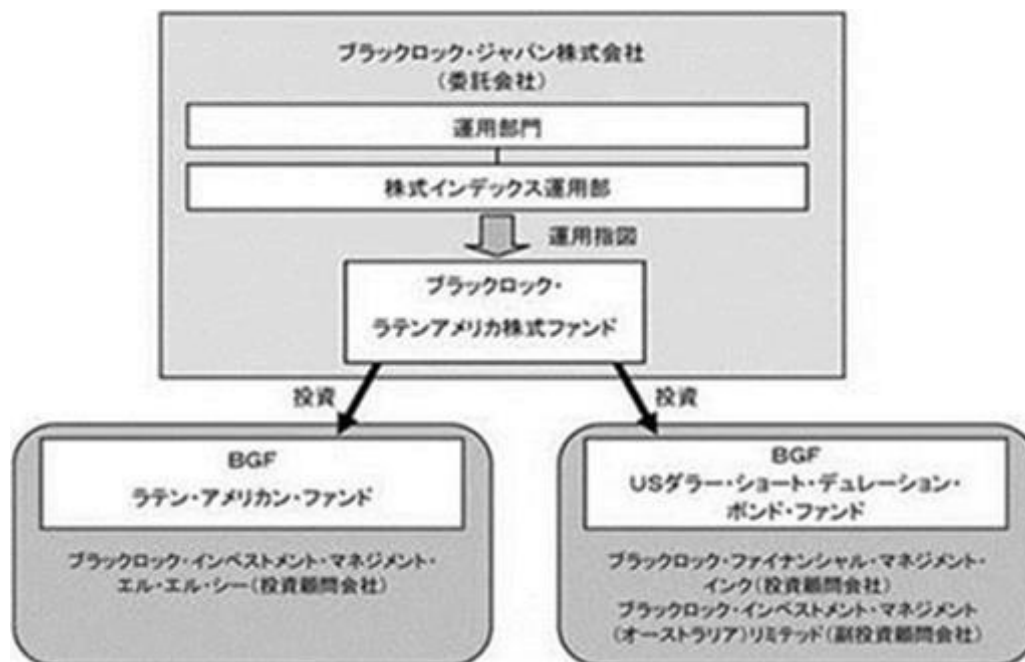 ブラックロック・ジャパン株式会社
（委託会社）
運用部門
株式インデックス運用部
運用指図
ブラックロック・
ラテンアメリカ株式ファンド
投資
投資
BGF
ラテン・アメリカン・ファンド
ブラックロック・インベストメント・マネジメント・
エル・エル・シー（投資顧問会社）
BGF
USダラー・ショート・デュレーション・
ボンド・ファンド
ブラックロック・ファイナンシャル・マネジメント・
インク（投資顧問会社）
ブラックロック・インベストメント・マネジメント
（オーストラリア）リミテッド（副投資顧問会社）